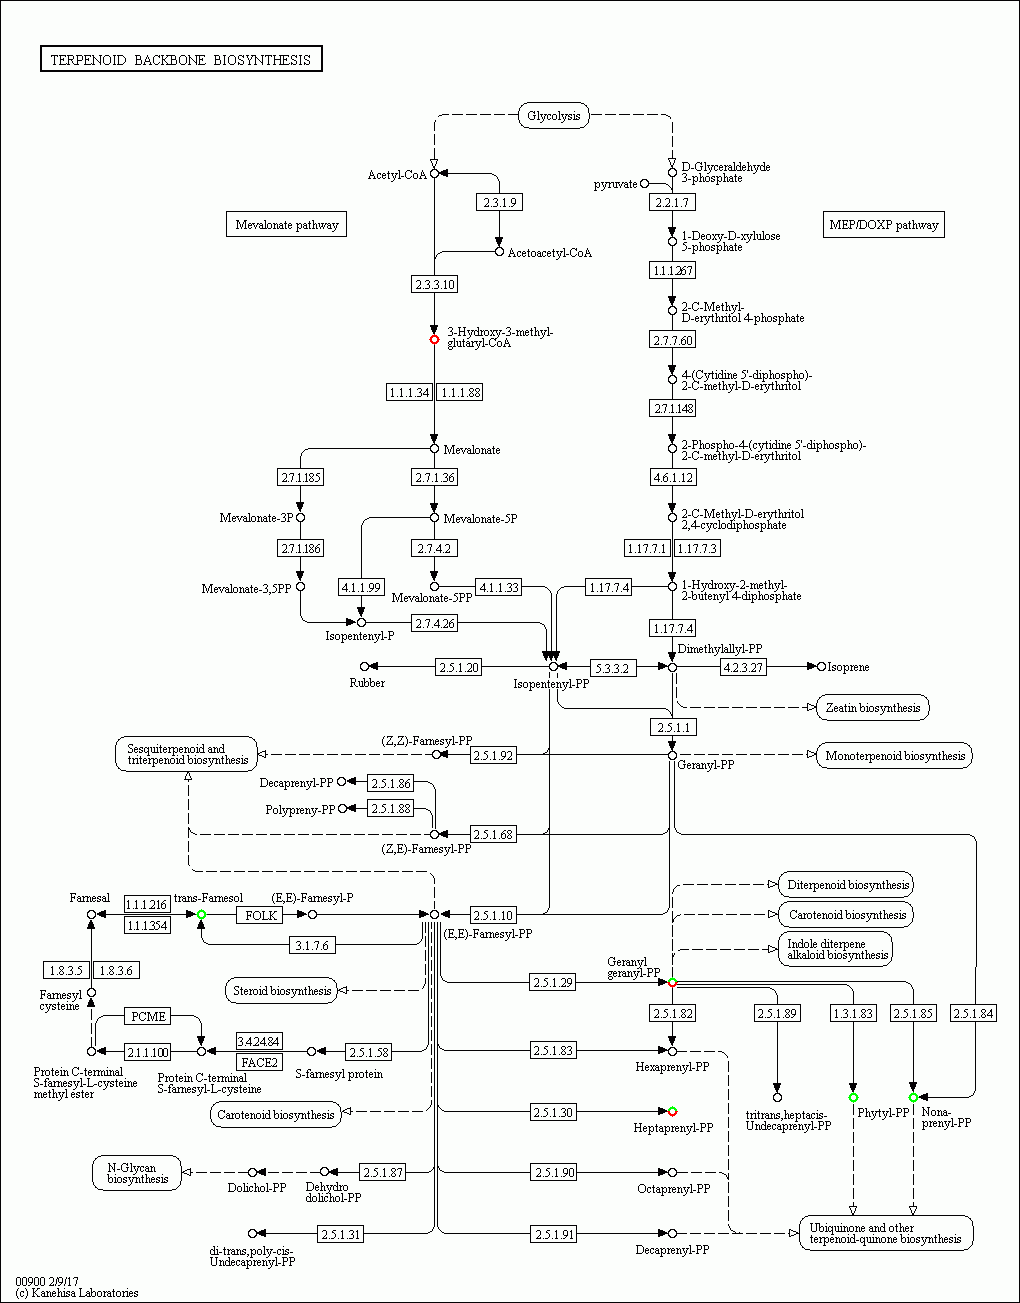 TERPENOID BACKBONE BIOSYNTHESIS
Glycolysis
Acetyl-CoA
D-Glyceraldehyde
3-phosphate
pyruvate
2.3.1.9
2.2.1.7
Mevalonate pathway
MEP/DOXP pathway
1-Deoxy-D-xylulose
5-phosphate
Acetoacetyl-CoA
1.1.1.267
2.3.3.10
2-C-Methyl-
D-erythritol 4-phosphate
3-Hydroxy-3-methyl-
glutaryl-CoA
2.7.7.60
4-(Cytidine 5'-diphospho)-
2-C-methyl-D-erythritol
1.1.1.34
1.1.1.88
2.7.1.148
Mevalonate
2-Phospho-4-(cytidine 5'-diphospho)-
2-C-methyl-D-erythritol
2.7.1.185
2.7.1.36
4.6.1.12
Mevalonate-3P
Mevalonate-5P
2-C-Methyl-D-erythritol
2,4-cyclodiphosphate
2.7.1.186
2.7.4.2
1.17.7.1
1.17.7.3
Mevalonate-3,5PP
4.1.1.99
Mevalonate-5PP
4.1.1.33
1.17.7.4
1-Hydroxy-2-methyl-
2-butenyl 4-diphosphate
Isopentenyl-P
2.7.4.26
1.17.7.4
Dimethylallyl-PP
Rubber
2.5.1.20
Isopentenyl-PP
5.3.3.2
4.2.3.27
Isoprene
Zeatin biosynthesis
2.5.1.1
Sesquiterpenoid and
triterpenoid biosynthesis
(Z,Z)-Farnesyl-PP
2.5.1.92
Geranyl-PP
Monoterpenoid biosynthesis
Decaprenyl-PP
2.5.1.86
Polypreny-PP
2.5.1.88
(Z,E)-Farnesyl-PP
2.5.1.68
Diterpenoid biosynthesis
Farnesal
1.1.1.216
1.1.1.354
trans-Farnesol
FOLK
(E,E)-Farnesyl-P
2.5.1.10
(E,E)-Farnesyl-PP
Carotenoid biosynthesis
3.1.7.6
Indole diterpene
alkaloid biosynthesis
1.8.3.5
1.8.3.6
Geranyl
geranyl-PP
Farnesyl
cysteine
Steroid biosynthesis
2.5.1.29
PCME
2.5.1.82
2.5.1.89
1.3.1.83
2.5.1.85
2.5.1.84
2.1.1.100
3.4.24.84
FACE2
2.5.1.58
2.5.1.83
Hexaprenyl-PP
Protein C-terminal
S-farnesyl-L-cysteine
methyl ester
Protein C-terminal
S-farnesyl-L-cysteine
S-farnesyl protein
Carotenoid biosynthesis
2.5.1.30
Heptaprenyl-PP
tritrans,heptacis-
Undecaprenyl-PP
Phytyl-PP
Nona-
prenyl-PP
N-Glycan
biosynthesis
Dolichol-PP
Dehydro
dolichol-PP
2.5.1.87
2.5.1.90
Octaprenyl-PP
di-trans,poly-cis-
Undecaprenyl-PP
2.5.1.31
2.5.1.91
Decaprenyl-PP
Ubiquinone and other
terpenoid-quinone biosynthesis
00900 2/9/17
(c) Kanehisa Laboratories